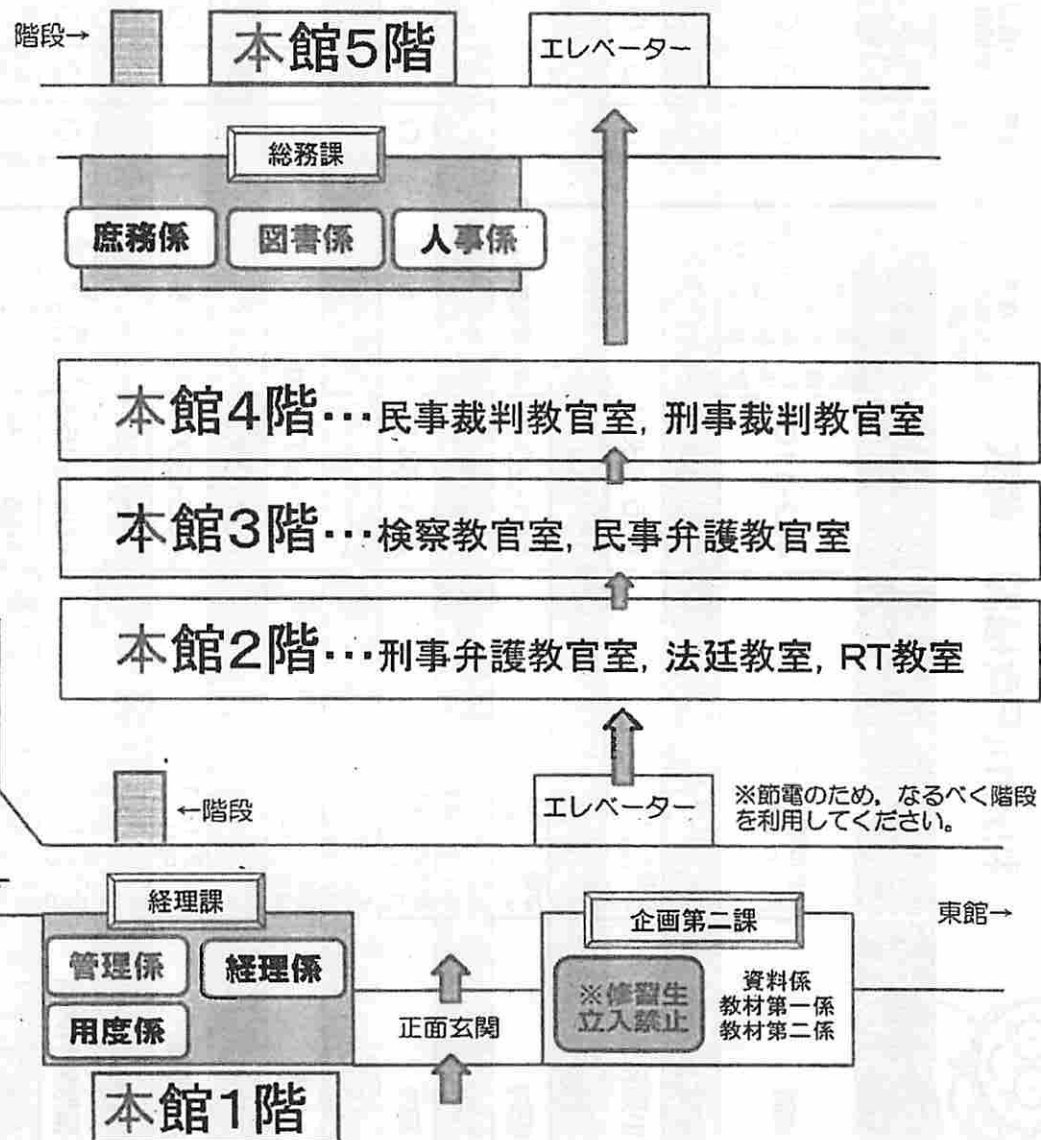 階段→
本館5階
エレベーター
総務課
庶務係
図書係
人事係
本館4階…民事裁判教官室, 刑事裁判教官室
本館3階…検察教官室, 民事弁護教官室
本館2階…刑事弁護教官室, 法廷教室, RT教室
←階段
エレベーター
※節電のため,なるべく階段
を利用してください。
経理課
管理係
経理係
用度係
正面玄関
企画第二課
※修習生
立入禁止
資料係
教材第一係
教材第二係
東館→
本館1階